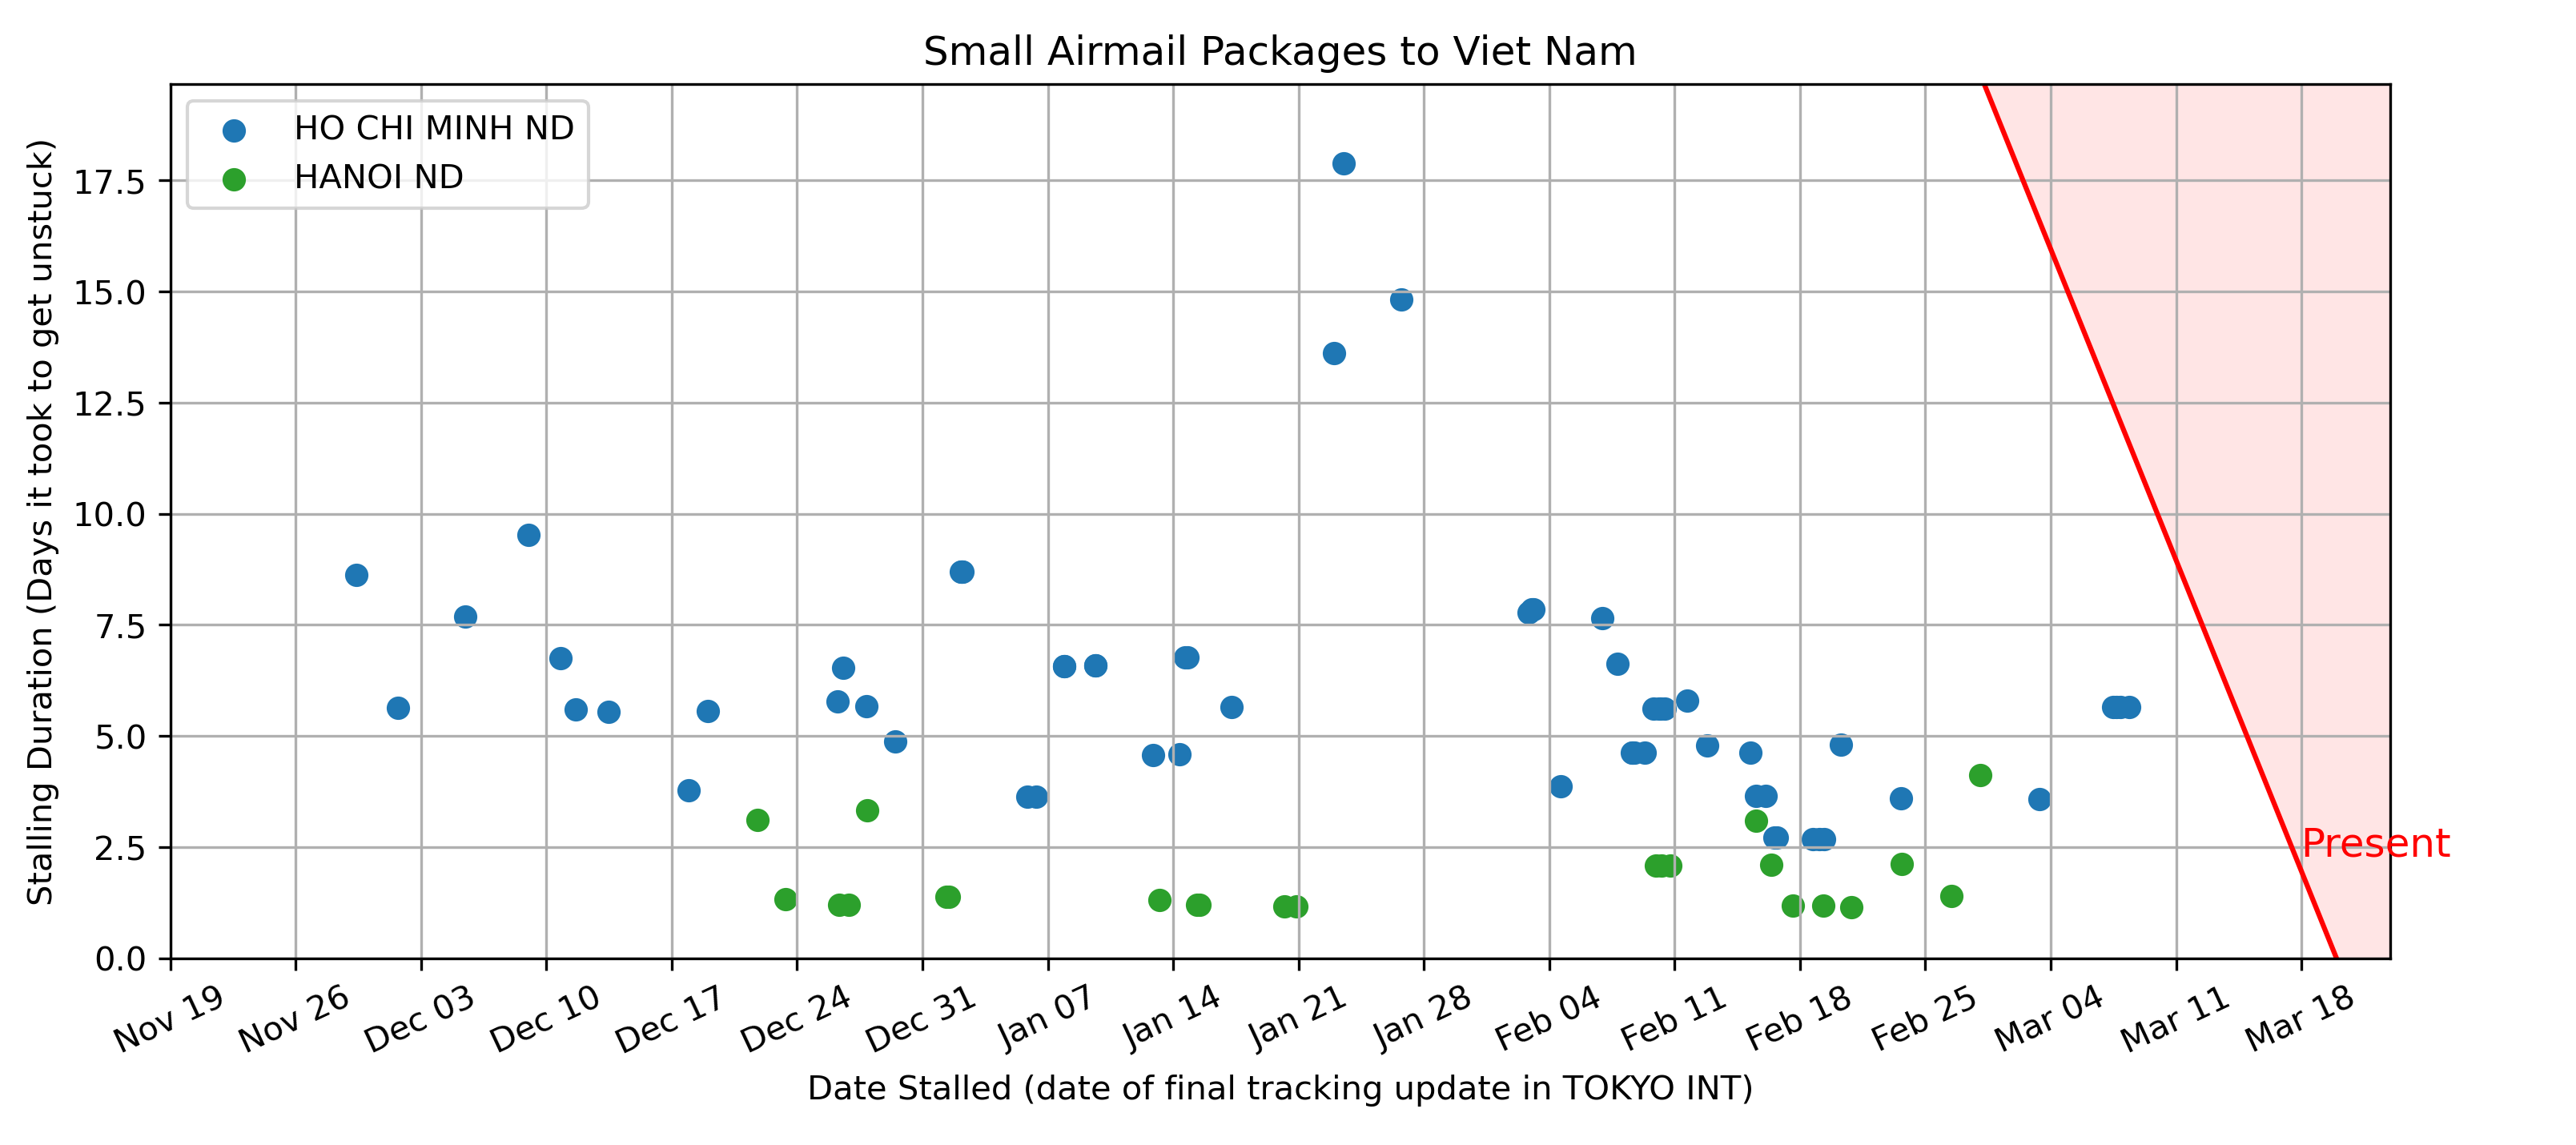 Small Airmail Packages to Viet Nam
HO CHI MINH ND
HANOI ND
Stalling Duration (Days it took to get unstuck)
17.5
15.0
12.5
10.0
7.5
5.0
2.5
0.0
Present
Nov 19
Nov 26
Dec 03
Dec 10
Dec 17
Dec 24
Dec 31
Jan 07
Jan 14
Jan 21
Jan 28
Feb 04
Feb 11
Feb 18
Feb 25
Mar 04
Mar 11
Mar 18
Date Stalled (date of final tracking update in TOKYO INT)